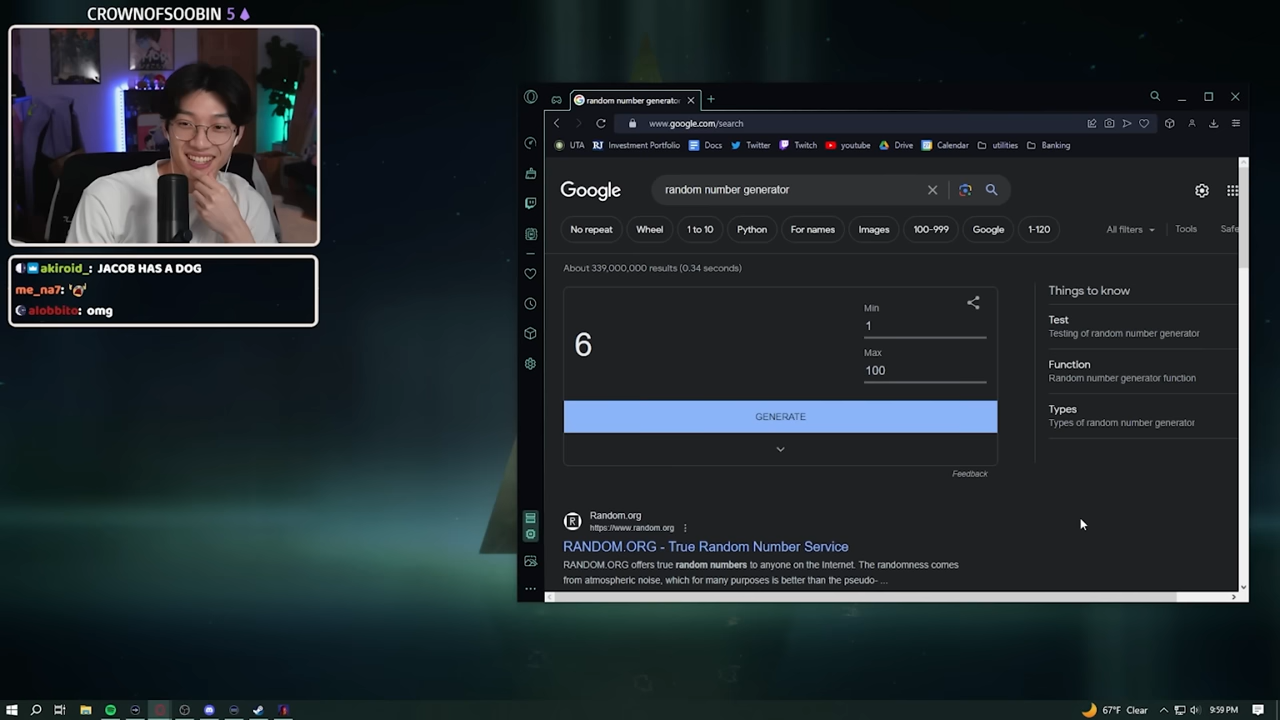 CROWNOFSOOBIN 5
akiroid_: JACOB HAS A DOG
me_na7:
alobbito: omg
random number generator
www.google.com/search
UTA Investment Portfolio Docs Twitter Twitch youtube Drive Calendar utilities Banking
Google random number generator
No repeat Wheel 1 to 10 Python For names Images 100-999 Google 1-120 All filters Tools Safe
About 339,000,000 results (0.34 seconds)
6
Min
1
Max
100
GENERATE
Feedback
Things to know
Test
Testing of random number generator
Function
Random number generator function
Types
Types of random number generator
R
Random.org
https://www.random.org
RANDOM.ORG - True Random Number Service
RANDOM.ORG offers true random numbers to anyone on the Internet. The randomness comes
from atmospheric noise, which for many purposes is better than the pseudo- ...
67°F Clear 9:59 PM